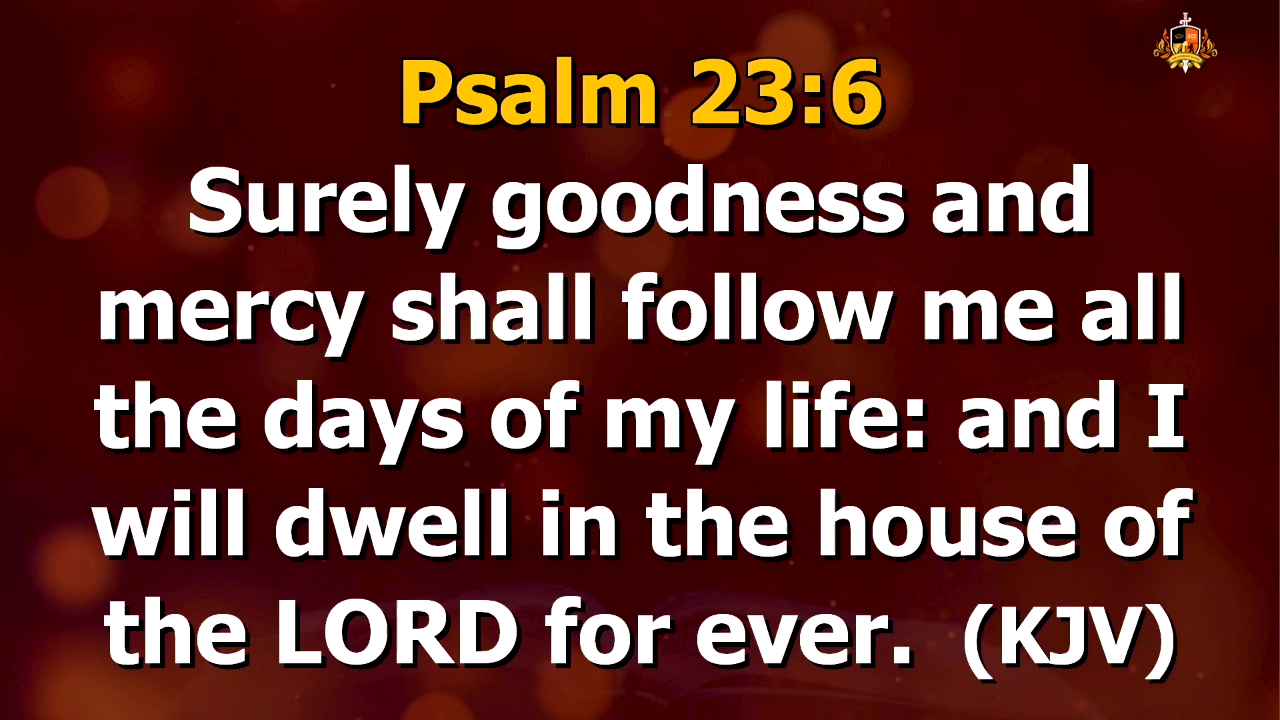 Psalm 23:6
Surely goodness and
mercy shall follow me all
the days of my life: and I
will dwell in the house of
the LORD for ever. (KJV)